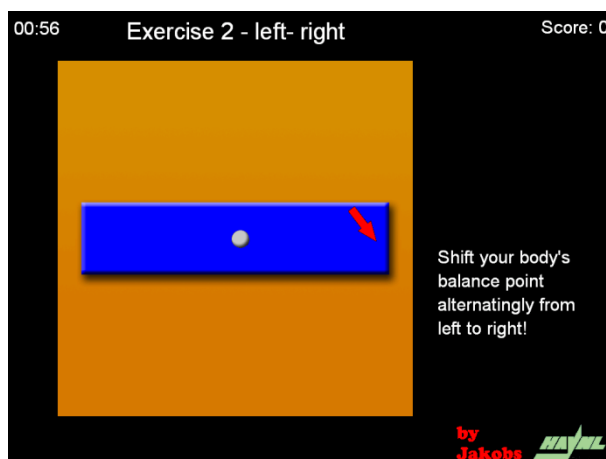 00:56
Exercise 2 - left- right
Score: 0
Shift your body's
balance point
alternatingly from
left to right!
by
Jakobs